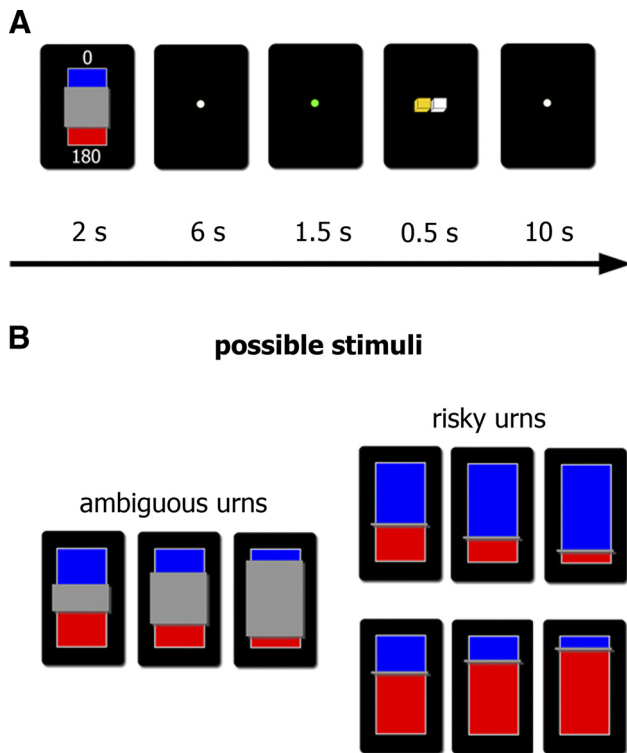 A
0
180
2 s 6 s 1.5 s 0.5 s 10 s
B
possible stimuli
risky urns
ambiguous urns